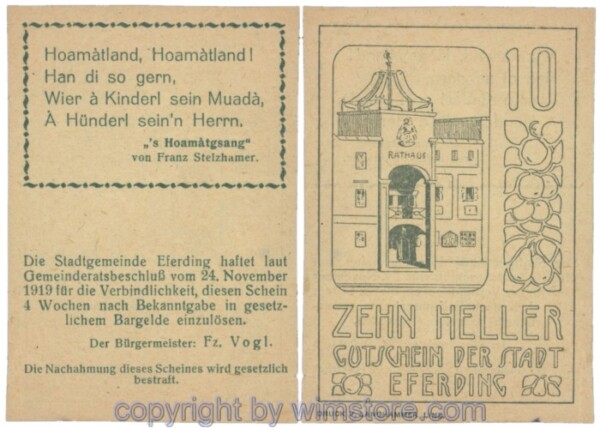 Hoamàtland, Hoamàtland!
Han di so gern,
Wier à Kinderl sein Muadà,
À Hünderl sein'n Herrn.
„'s Hoamàtgsang"
von Franz Stelzhamer.
Die Stadtgemeinde Eferding haftet laut
Gemeinderatsbeschluß vom 24. November
1919 für die Verbindlichkeit, diesen Schein
4 Wochen nach Bekanntgabe in gesetz-
lichem Bargelde einzulösen.
Der Bürgermeister: Fz. Vogl.
Die Nachahmung dieses Scheines wird gesetzlich
bestraft.
10
RATHAUS
ZEHN HELLER
GUTSCHEIN DER STADT
EFERDING
DRUCK
copyright by wimstore.com